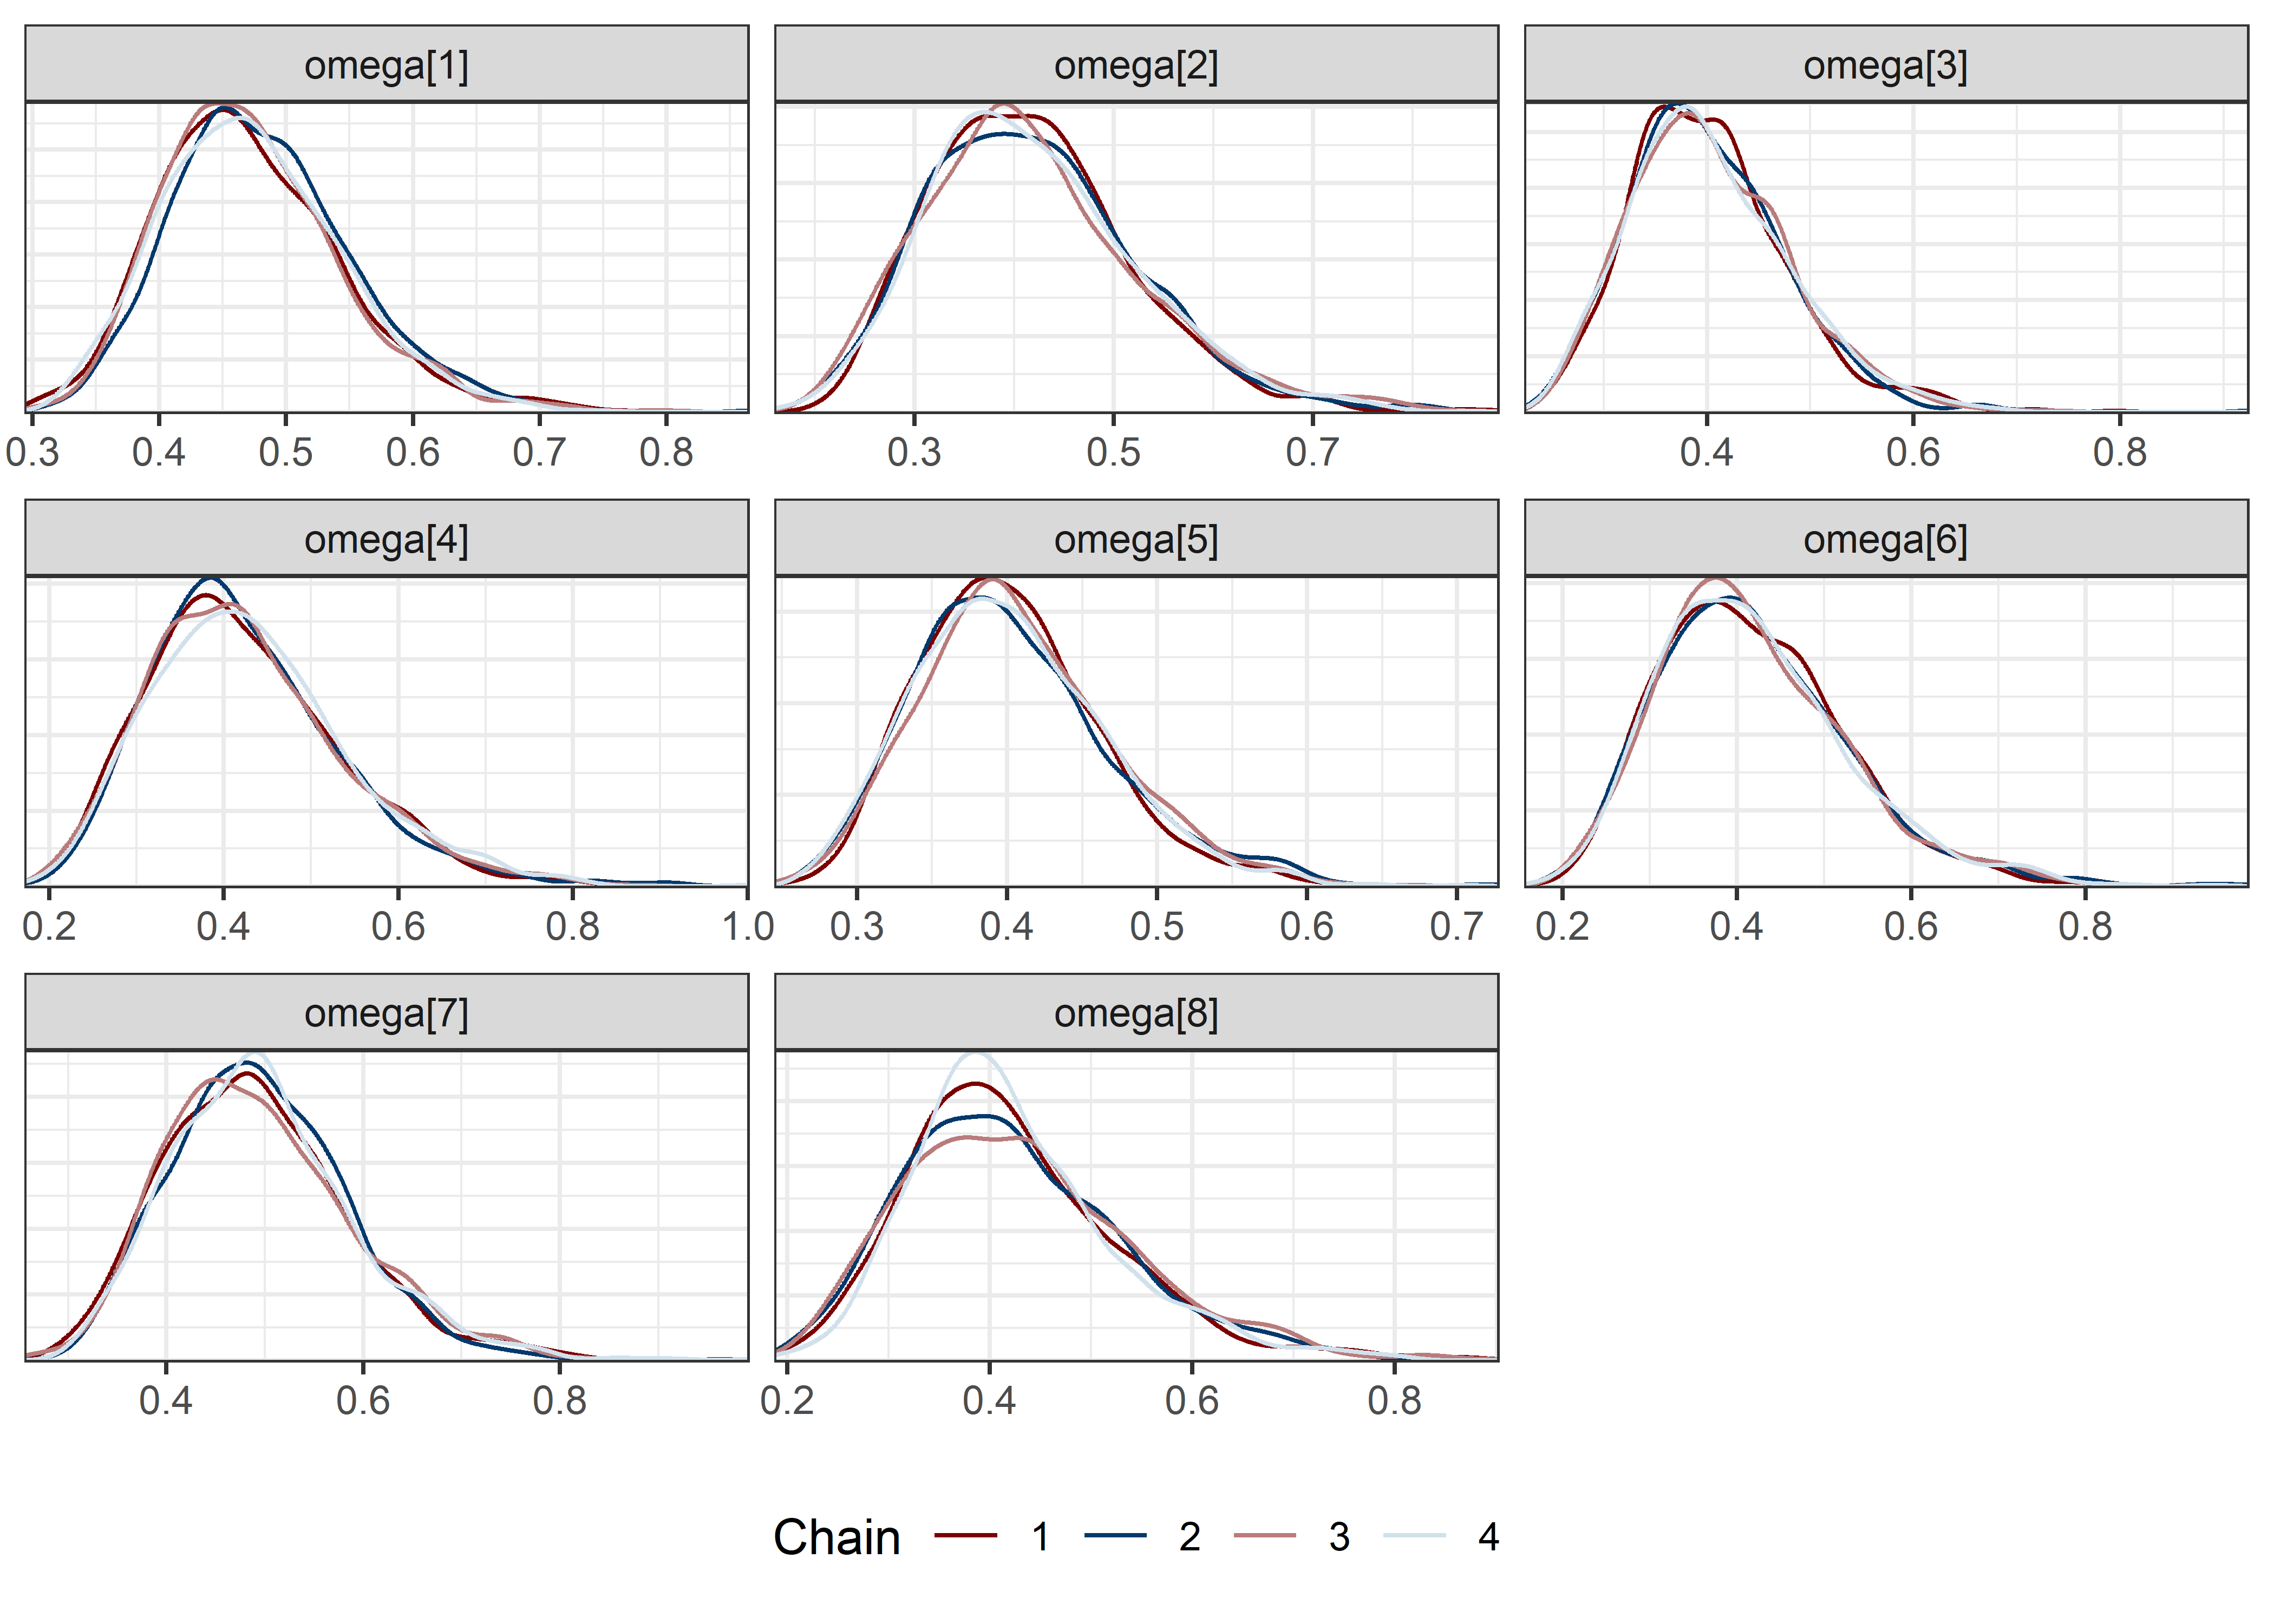 omega[1] omega[2] omega[3]
0.3 0.4 0.5 0.6 0.7 0.8 0.3 0.5 0.7 0.4 0.6 0.8
omega[4] omega[5] omega[6]
0.2 0.4 0.6 0.8 1.0 0.3 0.4 0.5 0.6 0.7 0.2 0.4 0.6 0.8
omega[7] omega[8]
0.4 0.6 0.8 0.2 0.4 0.6 0.8
Chain 1 2 3 4